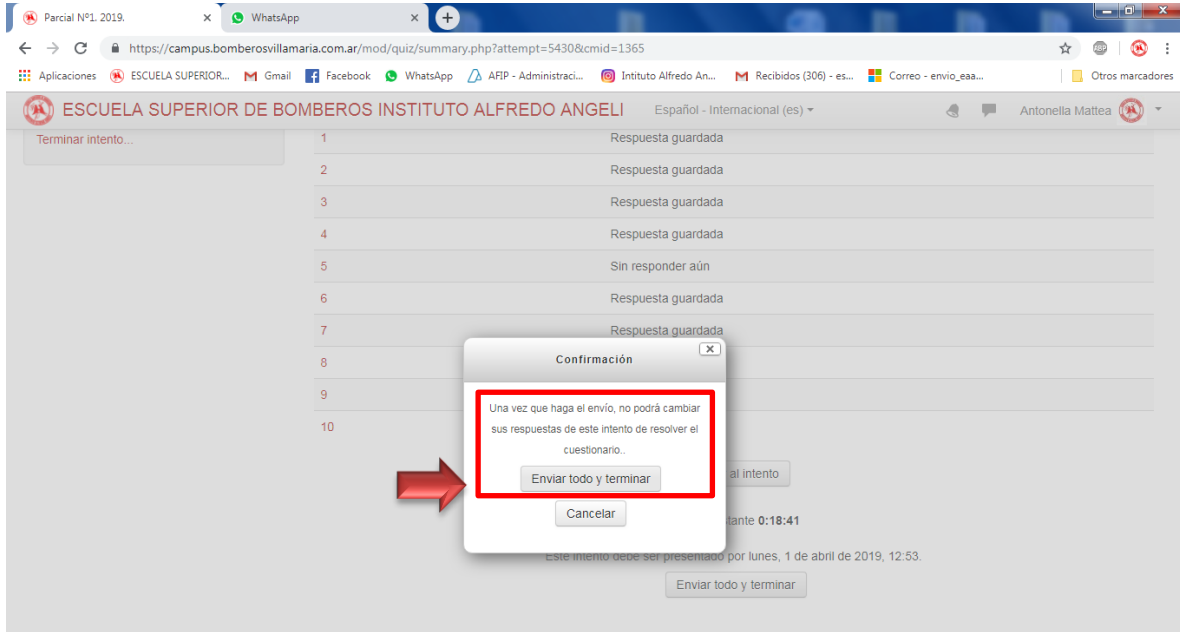 Parcial Nº1. 2019.
WhatsApp
https://campus.bomberosvillamaria.com.ar/mod/quiz/summary.php?attempt=5430&cmid=1365
ABP
Aplicaciones ESCUELA SUPERIOR... Gmail Facebook WhatsApp AFIP - Administraci... Intituto Alfredo An... Recibidos (306) - es... Correo - envio_eaa... Otros marcadores
ESCUELA SUPERIOR DE BOMBEROS INSTITUTO ALFREDO ANGELI Español - Internacional (es) Antonella Mattea
Terminar intento...
1 Respuesta guardada
2 Respuesta guardada
3 Respuesta guardada
4 Respuesta guardada
5 Sin responder aún
6 Respuesta guardada
7 Respuesta guardada
8
9
10
Confirmación
Una vez que haga el envío, no podrá cambiar
sus respuestas de este intento de resolver el
cuestionario..
Enviar todo y terminar
Cancelar
al intento
tante 0:18:41
Este intento debe ser presentado por lunes, 1 de abril de 2019, 12:53.
Enviar todo y terminar